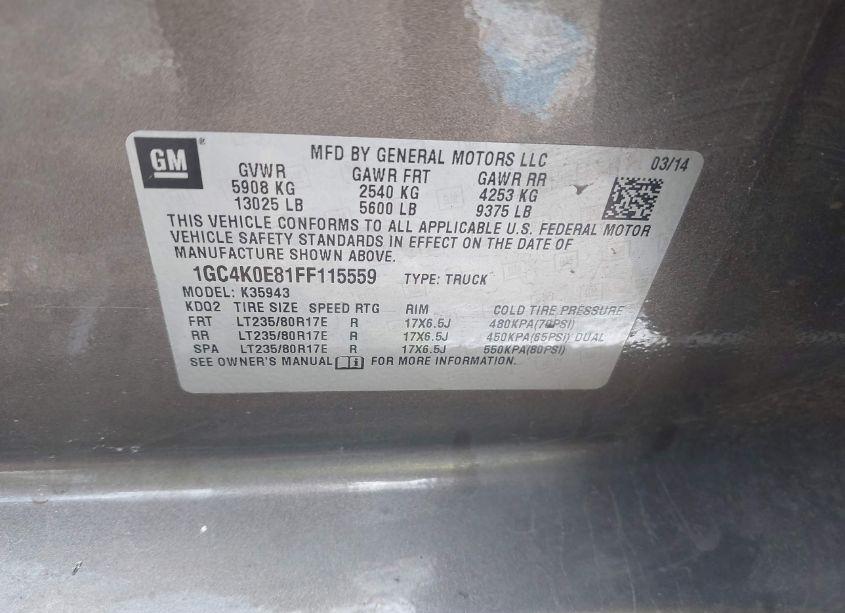 GM ®
MFD BY GENERAL MOTORS LLC 03/14
GVWR GAWR FRT GAWR RR
5908 KG 2540 KG 4253 KG
13025 LB 5600 LB 9375 LB
THIS VEHICLE CONFORMS TO ALL APPLICABLE U.S. FEDERAL MOTOR
VEHICLE SAFETY STANDARDS IN EFFECT ON THE DATE OF
MANUFACTURE SHOWN ABOVE.
1GC4K0E81FF115559 TYPE: TRUCK
MODEL: K35943
KDQ2 TIRE SIZE SPEED RTG RIM COLD TIRE PRESSURE
FRT LT235/80R17E R 17X6.5J 480KPA(70PSI)
RR LT235/80R17E R 17X6.5J 450KPA(65PSI) DUAL
SPA LT235/80R17E R 17X6.5J 550KPA(80PSI)
SEE OWNER'S MANUAL i FOR MORE INFORMATION.